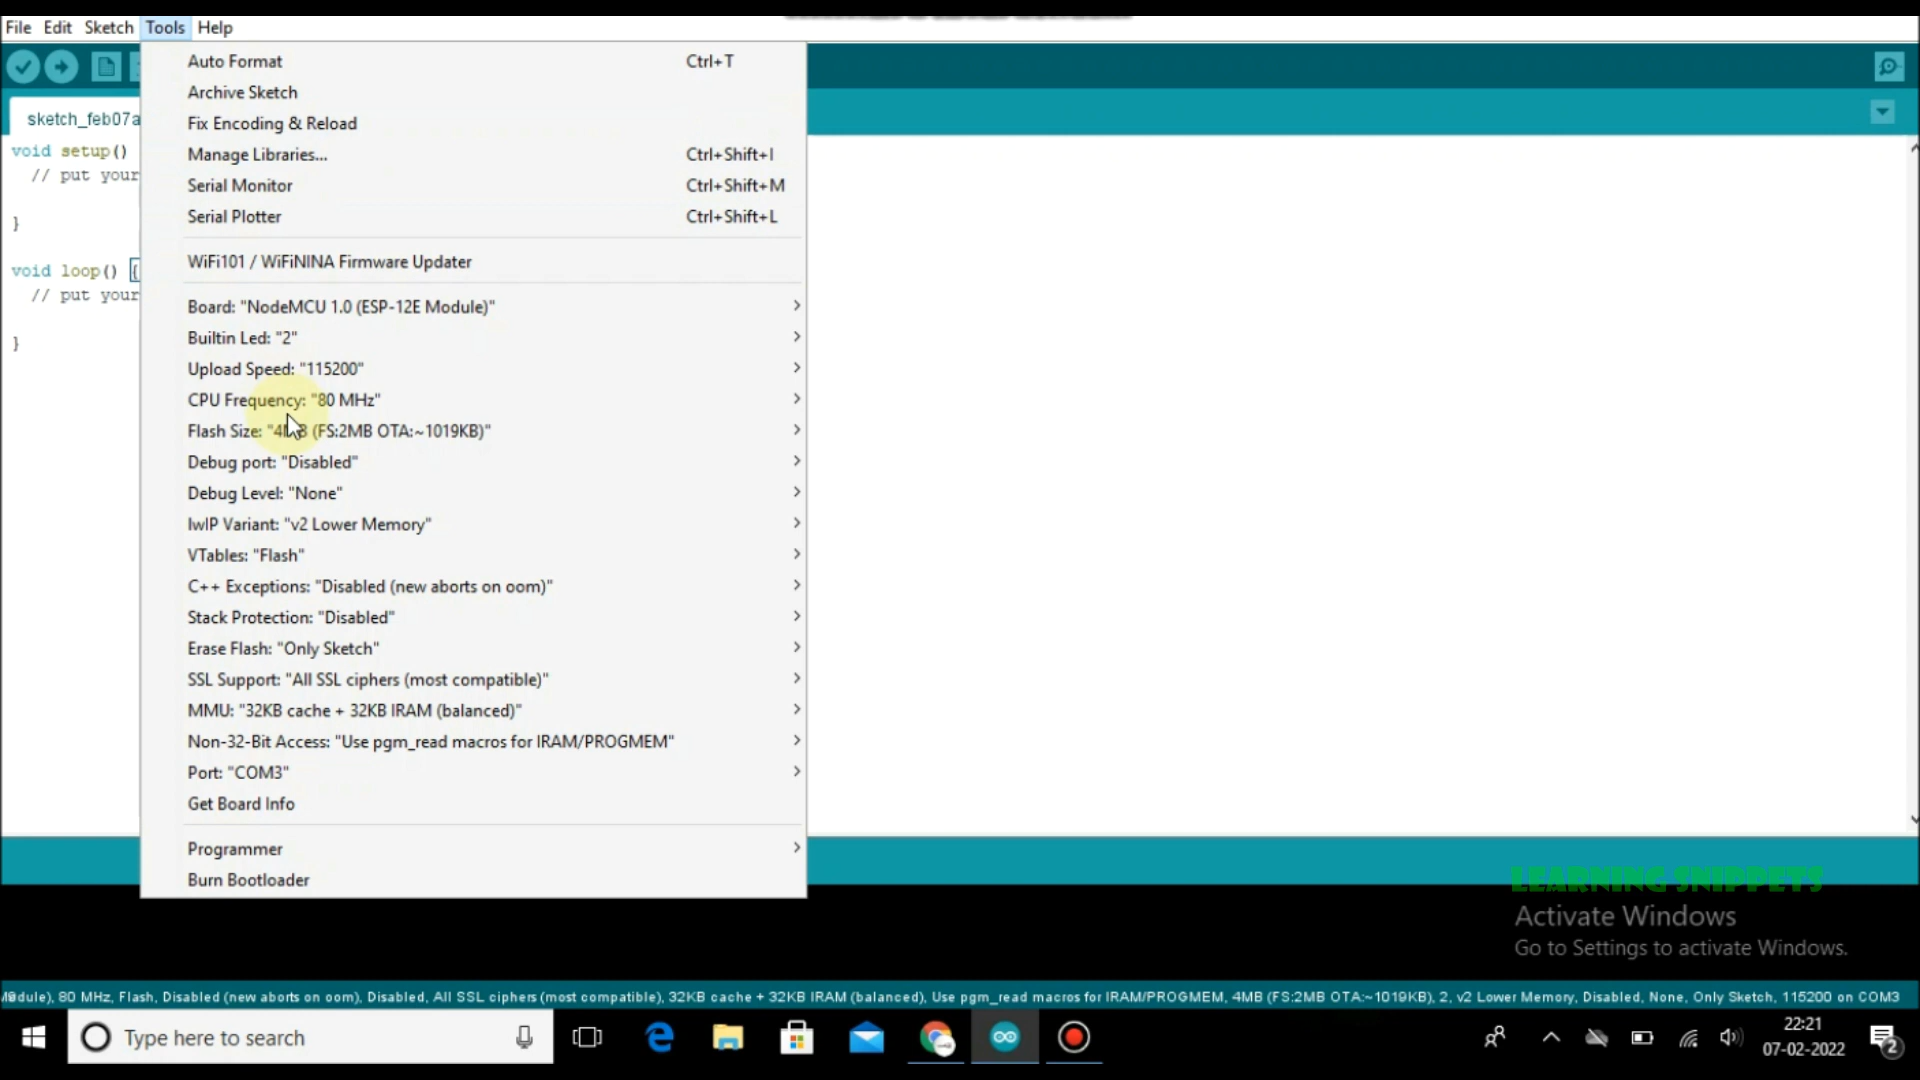 File Edit Sketch Tools Help
Auto Format Ctrl+T
Archive Sketch
Fix Encoding & Reload
Manage Libraries... Ctrl+Shift+I
Serial Monitor Ctrl+Shift+M
Serial Plotter Ctrl+Shift+L
WiFi101 / WiFiNINA Firmware Updater
Board: "NodeMCU 1.0 (ESP-12E Module)"
Builtin Led: "2"
Upload Speed: "115200"
CPU Frequency: "80 MHz"
Flash Size: "4MB (FS:2MB OTA:~1019KB)"
Debug port: "Disabled"
Debug Level: "None"
lwIP Variant: "v2 Lower Memory"
VTables: "Flash"
C++ Exceptions: "Disabled (new aborts on oom)"
Stack Protection: "Disabled"
Erase Flash: "Only Sketch"
SSL Support: "All SSL ciphers (most compatible)"
MMU: "32KB cache + 32KB IRAM (balanced)"
Non-32-Bit Access: "Use pgm_read macros for IRAM/PROGMEM"
Port: "COM3"
Get Board Info
Programmer
Burn Bootloader
sketch_feb07a
void setup()
// put your
}
void loop() {
// put your
}
LEARNING SNIPPETS
Activate Windows
Go to Settings to activate Windows.
80 MHz, Flash, Disabled (new aborts on oom), Disabled, All SSL ciphers (most compatible), 32KB cache + 32KB IRAM (balanced), Use pgm_read macros for IRAM/PROGMEM, 4MB (FS:2MB OTA:~1019KB), 2, v2 Lower Memory, Disabled, None, Only Sketch, 115200 on COM3
Type here to search
22:21
07-02-2022
2